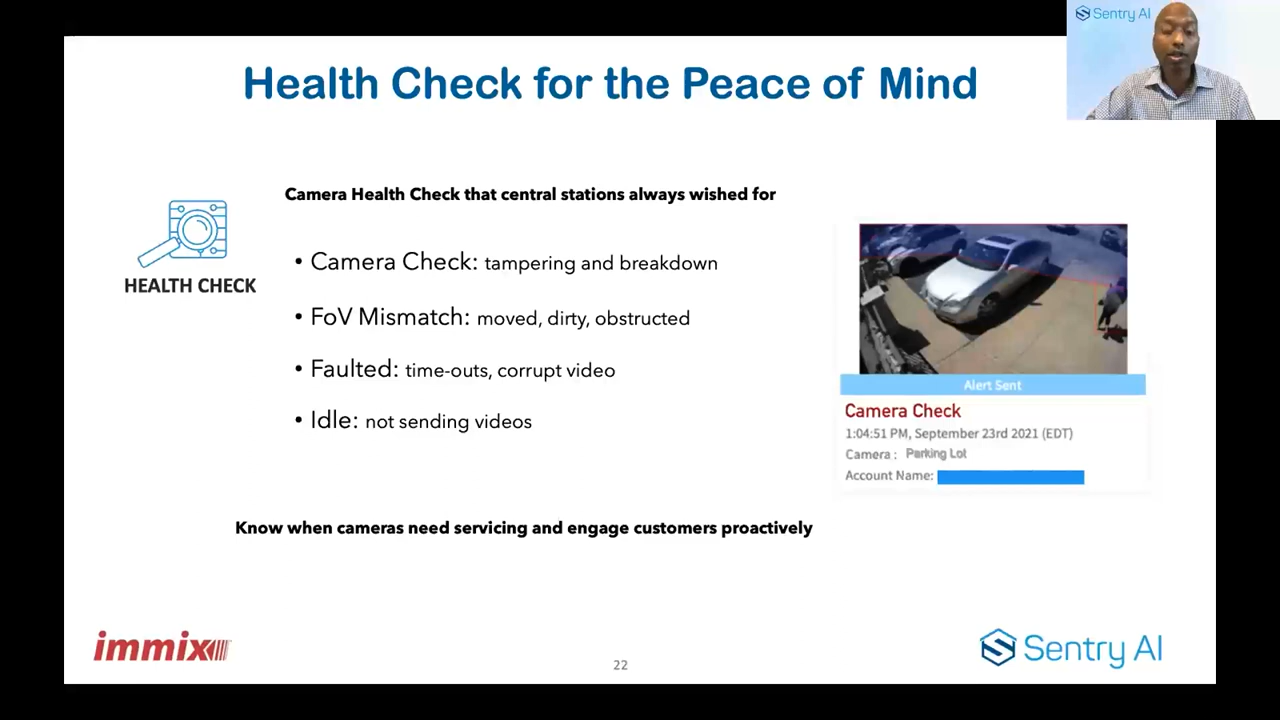 Sentry AI
Health Check for the Peace of Mind
Camera Health Check that central stations always wished for
HEALTH CHECK
• Camera Check: tampering and breakdown
• FoV Mismatch: moved, dirty, obstructed
• Faulted: time-outs, corrupt video
• Idle: not sending videos
Alert Sent
Camera Check
1:04:51 PM, September 23rd 2021 (EDT)
Camera : Parking Lot
Account Name:
Know when cameras need servicing and engage customers proactively
immix
22
Sentry AI